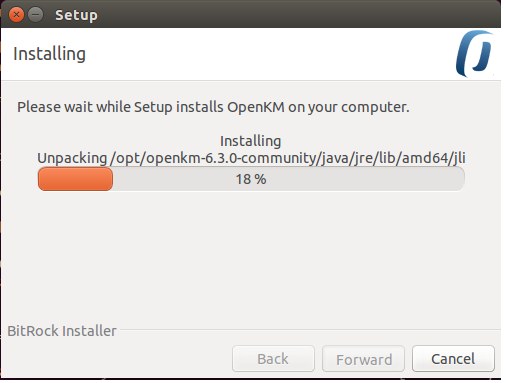 Setup
Installing
Please wait while Setup installs OpenKM on your computer.
Installing
Unpacking /opt/openkm-6.3.0-community/java/jre/lib/amd64/jli
18 %
BitRock Installer
Back
Forward
Cancel